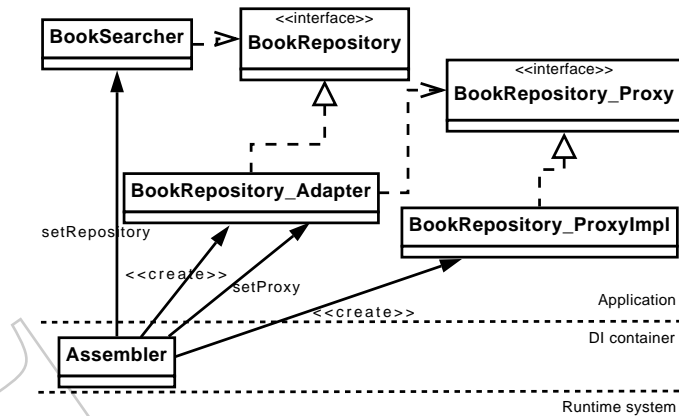 <<interface>>
BookSearcher
BookRepository
<<interface>>
BookRepository_Proxy
BookRepository_Adapter
BookRepository_ProxyImpl
setRepository
<<create>>
setProxy
<<create>>
Application
Assembler
DI container
Runtime system